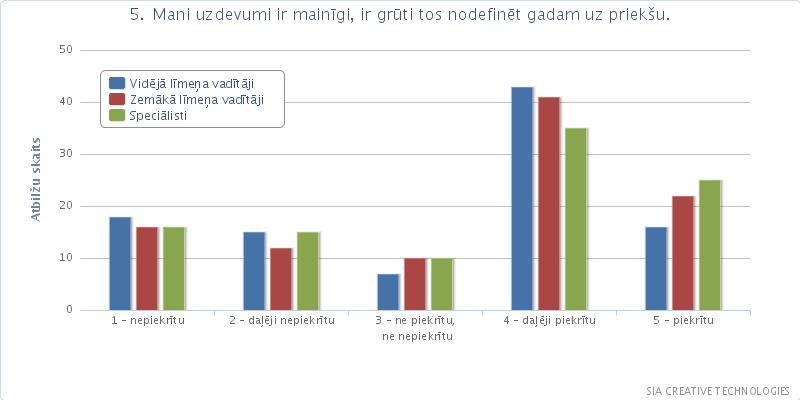 5. Mani uzdevumi ir mainīgi, ir grūti tos nodefinēt gadam uz priekšu.
Atbilžu skaits
50
40
30
20
10
0
Vidējā līmeņa vadītāji
Zemākā līmeņa vadītāji
Speciālisti
1 – nepiekrītu
2 – daļēji nepiekrītu
3 – ne piekrītu,
ne nepiekrītu
4 – daļēji piekrītu
5 – piekrītu
SIA CREATIVE TECHNOLOGIES